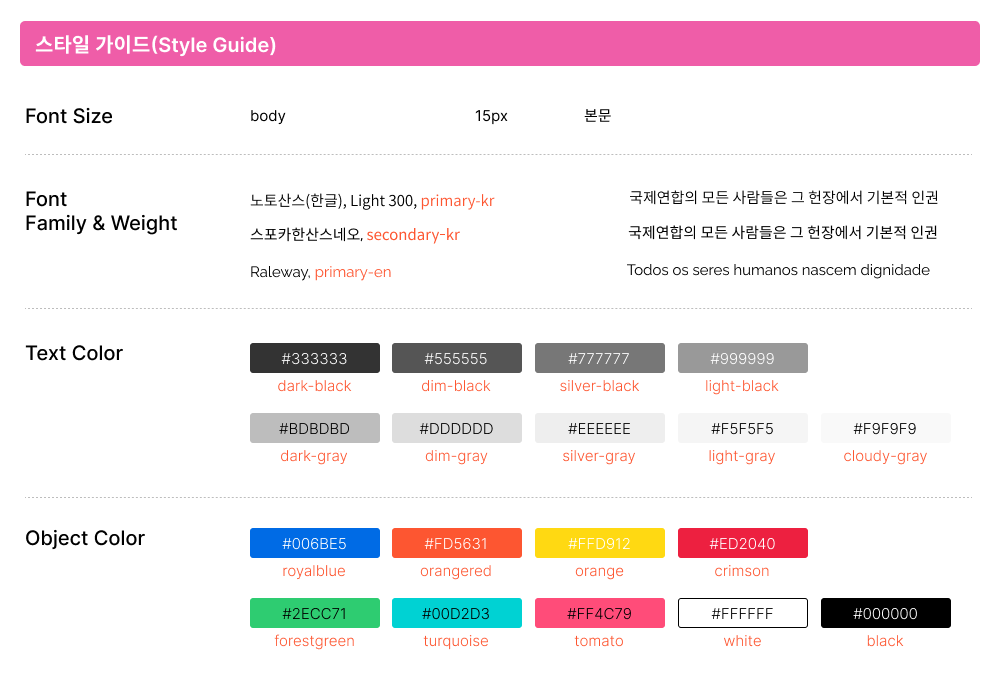 스타일 가이드(Style Guide)
Font Size
body 15px 본문
Font
Family & Weight
노토산스(한글), Light 300, primary-kr
국제연합의 모든 사람들은 그 헌장에서 기본적 인권
스포카한산스네오, secondary-kr
국제연합의 모든 사람들은 그 헌장에서 기본적 인권
Raleway, primary-en
Todos os seres humanos nascem dignidade
Text Color
#333333 #555555 #777777 #999999
dark-black dim-black silver-black light-black
#BDBDBD #DDDDDD #EEEEEE #F5F5F5 #F9F9F9
dark-gray dim-gray silver-gray light-gray cloudy-gray
Object Color
#006BE5 #FD5631 #FFD912 #ED2040
royalblue orangered orange crimson
#2ECC71 #00D2D3 #FF4C79 #FFFFFF #000000
forestgreen turquoise tomato white black